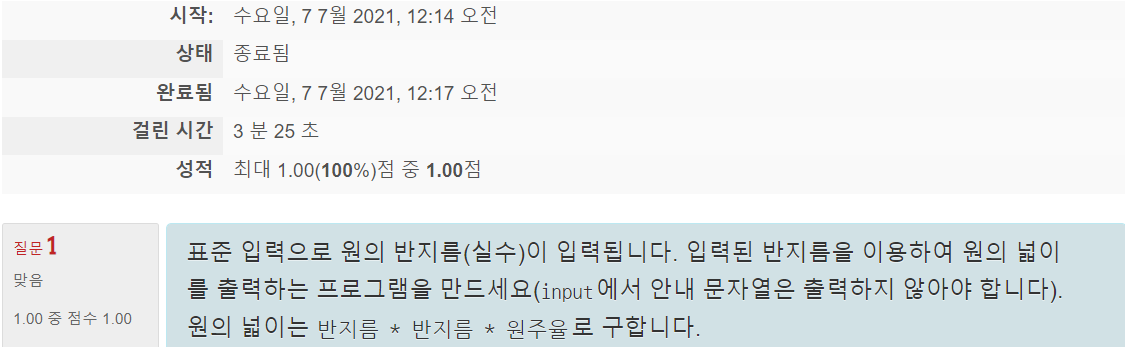 시작: 수요일, 7 7월 2021, 12:14 오전
상태 종료됨
완료됨 수요일, 7 7월 2021, 12:17 오전
걸린 시간 3 분 25 초
성적 최대 1.00(100%)점 중 1.00점
질문 1
맞음
1.00 중 점수 1.00
표준 입력으로 원의 반지름(실수)이 입력됩니다. 입력된 반지름을 이용하여 원의 넓이
를 출력하는 프로그램을 만드세요(input에서 안내 문자열은 출력하지 않아야 합니다).
원의 넓이는 반지름 * 반지름 * 원주율로 구합니다.